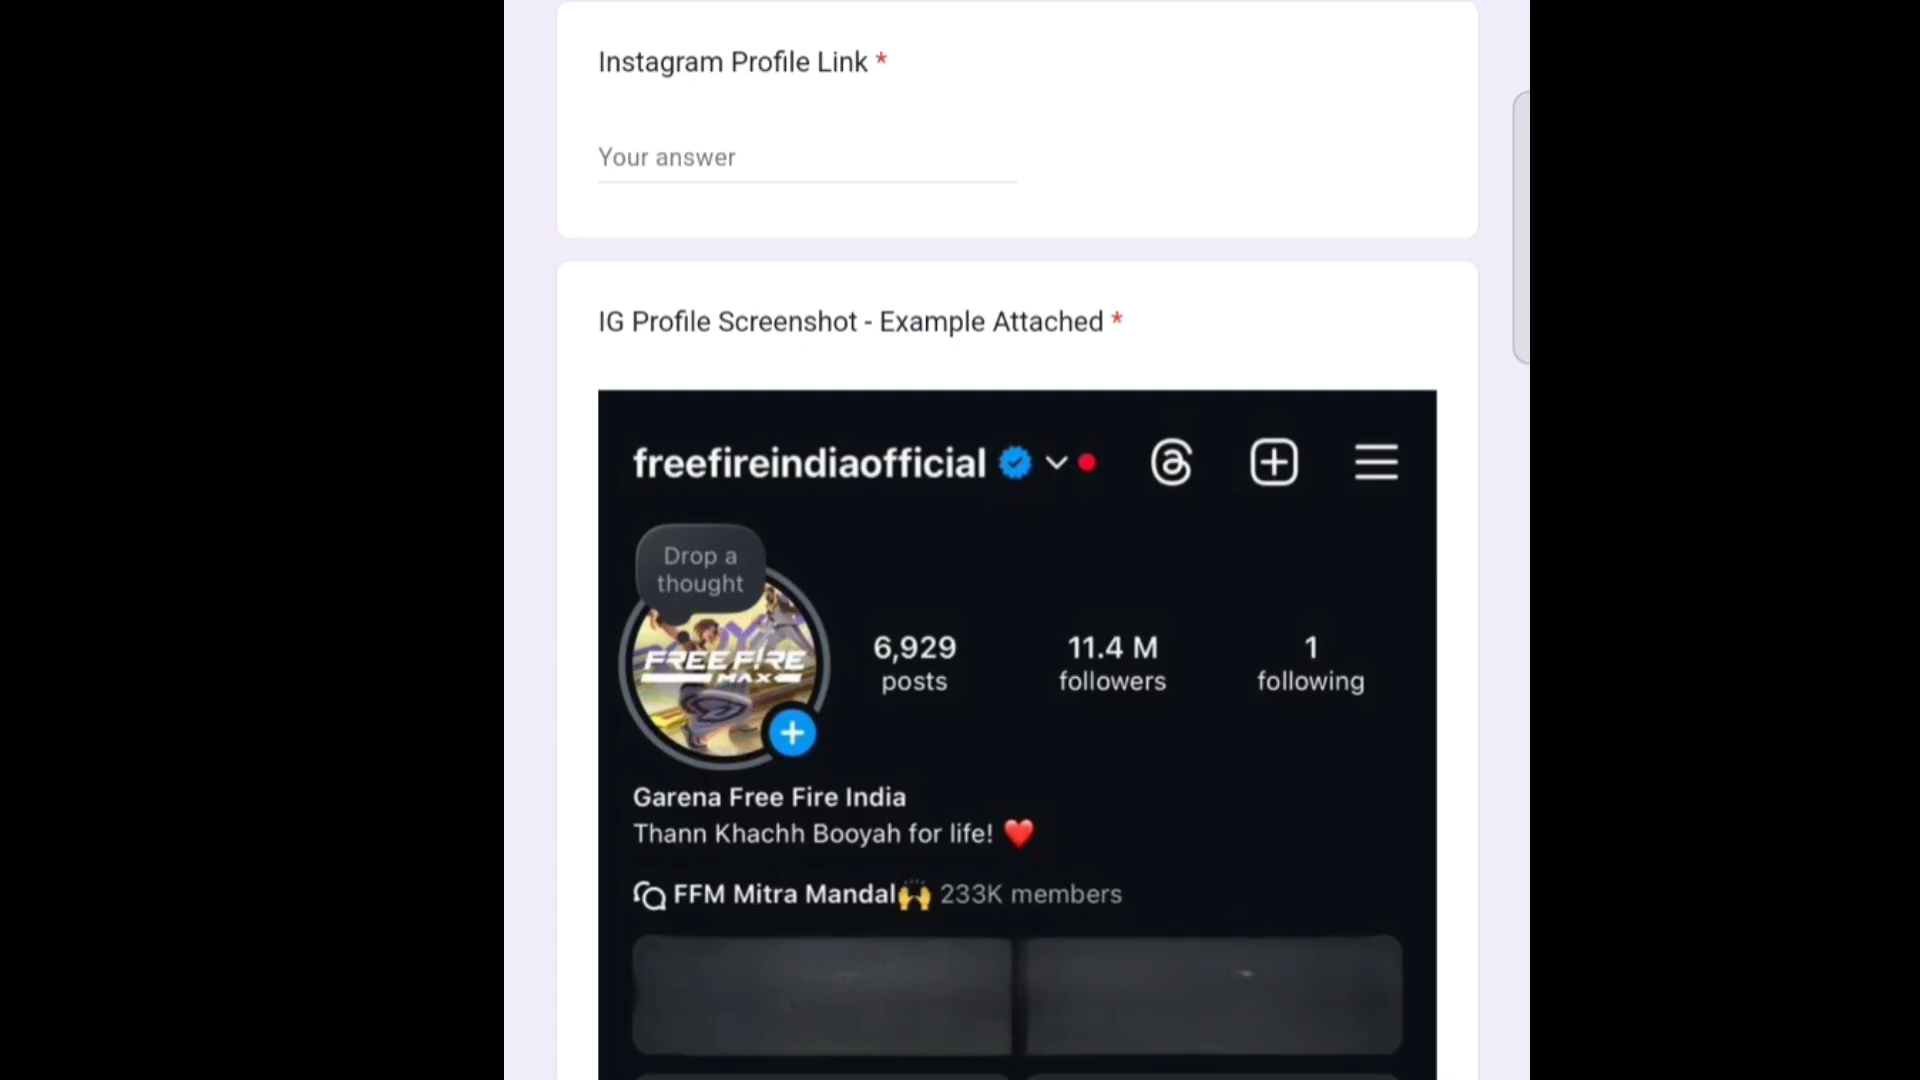 Instagram Profile Link *
Your answer
IG Profile Screenshot - Example Attached *
freefireindiaofficial
Drop a
thought
FREE FIRE
MAX
6,929
posts
11.4 M
followers
1
following
Garena Free Fire India
Thann Khachh Booyah for life! ❤️
FFM Mitra Mandal🙌 233K members